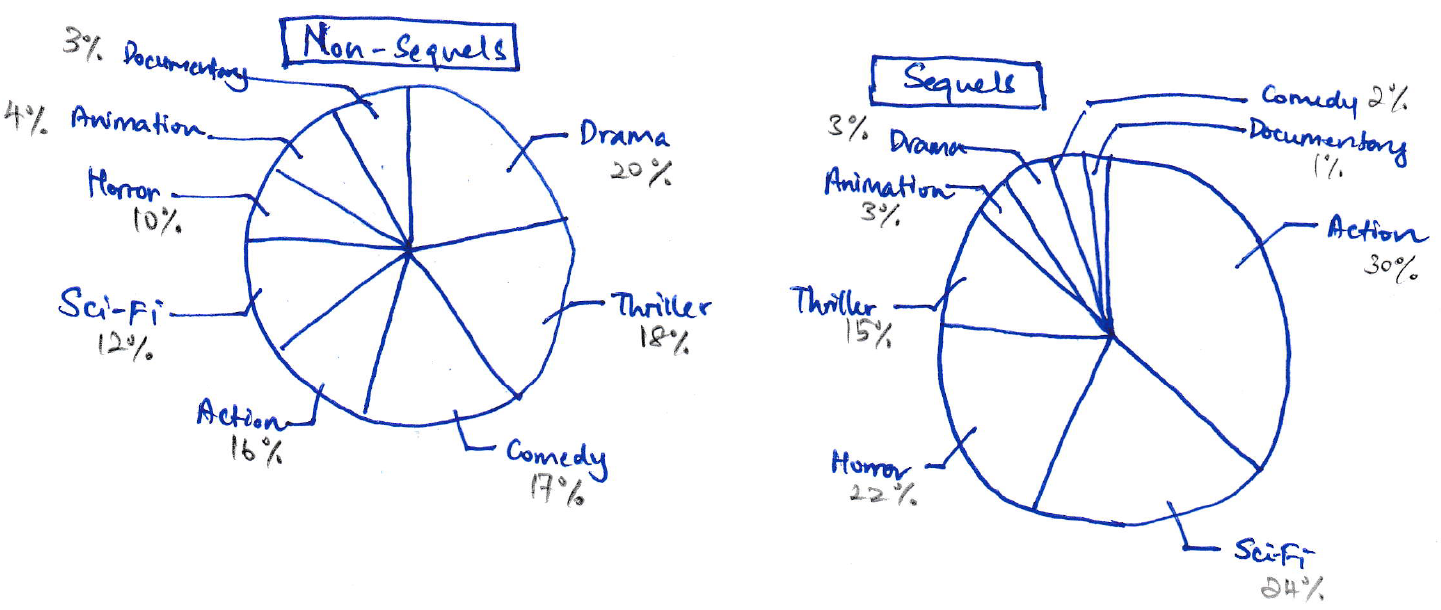 Non-Sequels
3% Documentary
4% Animation
Horror
10%
Sci-Fi
12%
Action
16%
Comedy
17%
Thriller
18%
Drama
20%
Sequels
Comedy 2%
Documentary
1%
3% Drama
Animation
3%
Thriller
15%
Horror
22%
Sci-Fi
24%
Action
30%